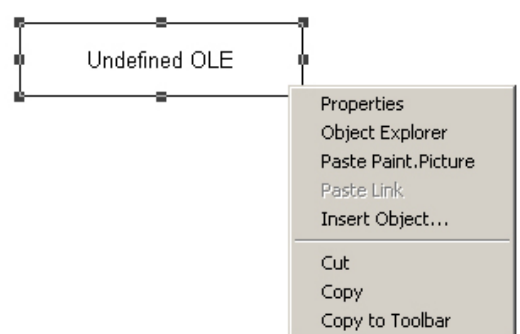 Undefined OLE
Properties
Object Explorer
Paste Paint.Picture
Paste Link
Insert Object...
Cut
Copy
Copy to Toolbar